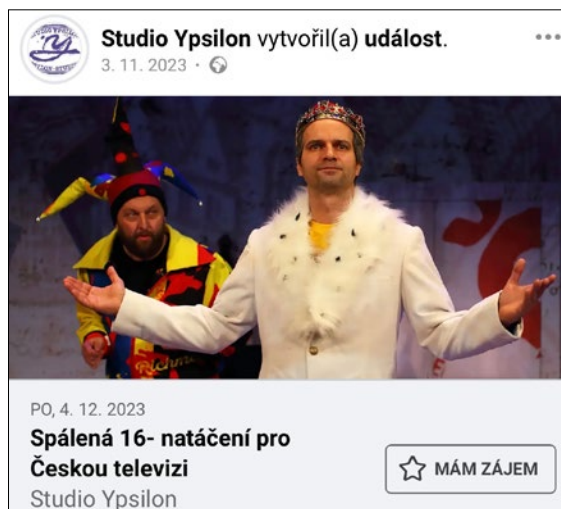 Studio Ypsilon vytvořil(a) událost.
3. 11. 2023 ·
PO, 4. 12. 2023
Spálená 16- natáčení pro
Českou televizi
MÁM ZÁJEM
Studio Ypsilon